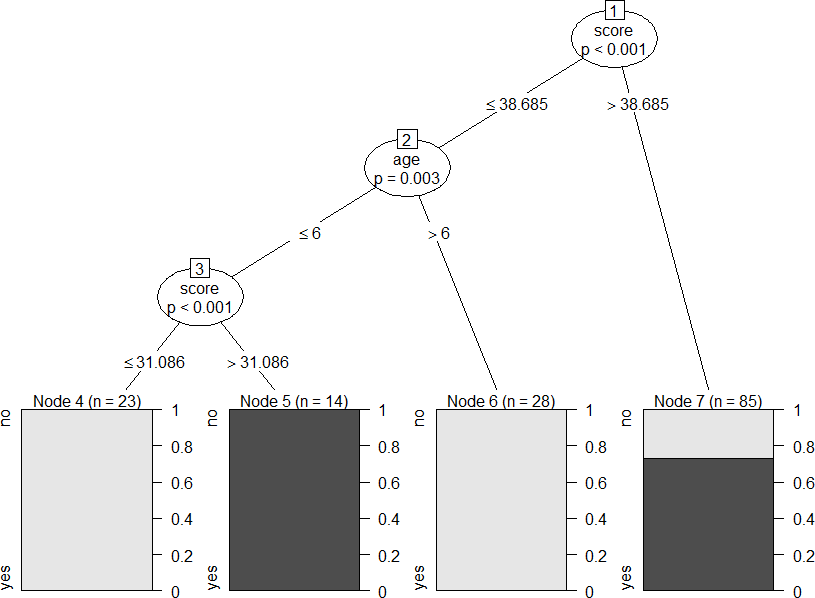 1
score
p < 0.001
≤ 38.685
> 38.685
2
age
p = 0.003
≤ 6
> 6
3
score
p < 0.001
≤ 31.086
> 31.086
Node 4 (n = 23)
no
yes
1
0.8
0.6
0.4
0.2
0
Node 5 (n = 14)
no
yes
1
0.8
0.6
0.4
0.2
0
Node 6 (n = 28)
no
yes
1
0.8
0.6
0.4
0.2
0
Node 7 (n = 85)
no
yes
1
0.8
0.6
0.4
0.2
0